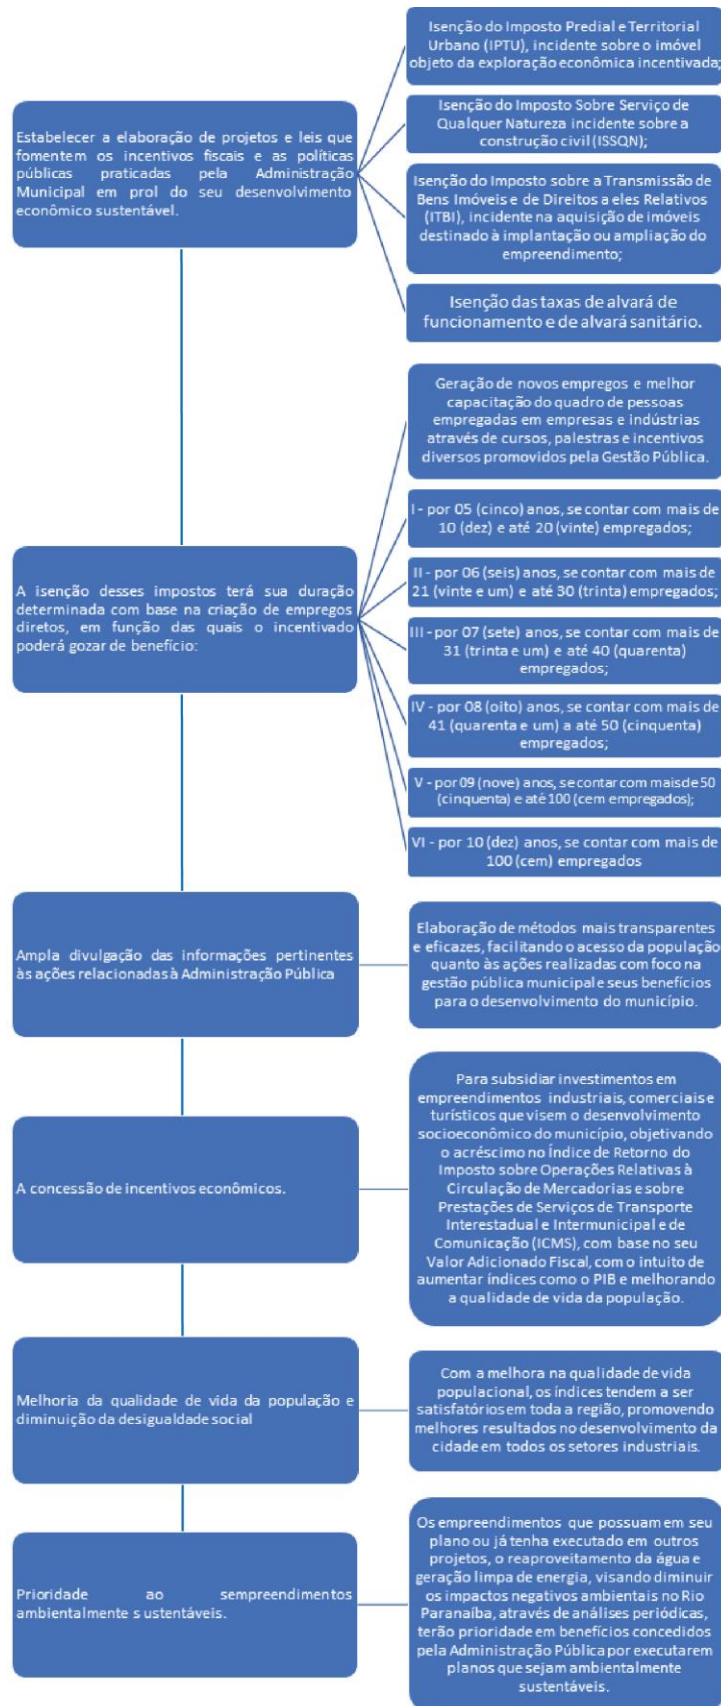 Estabelecer a elaboração de projetos e leis que
fomentem os incentivos fiscais e as políticas
públicas praticadas pela Administração
Municipal em prol do seu desenvolvimento
econômico sustentável.
Isenção do Imposto Predial e Territorial
Urbano (IPTU), incidente sobre o imóvel
objeto da exploração econômica incentivada;
Isenção do Imposto Sobre Serviço de
Qualquer Natureza incidente sobre a
construção civil (ISSQN);
Isenção do Imposto sobre a Transmissão de
Bens Imóveis e de Direitos a eles Relativos
(ITBI), incidente na aquisição de imóveis
destinado à implantação ou ampliação do
empreendimento;
Isenção das taxas de alvará de
funcionamento e de alvará sanitário.
A isenção desses impostos terá sua duração
determinada com base na criação de empregos
diretos, em função das quais o incentivado
poderá gozar de benefício:
Geração de novos empregos e melhor
capacitação do quadro de pessoas
empregadas em empresas e indústrias
através de cursos, palestras e incentivos
diversos promovidos pela Gestão Pública.
I - por 05 (cinco) anos, se contar com mais de
10 (dez) e até 20 (vinte) empregados;
II - por 06 (seis) anos, se contar com mais de
21 (vinte e um) e até 30 (trinta) empregados;
III - por 07 (sete) anos, se contar com mais de
31 (trinta e um) e até 40 (quarenta)
empregados;
IV - por 08 (oito) anos, se contar com mais de
41 (quarenta e um) a até 50 (cinquenta)
empregados;
V - por 09 (nove) anos, se contar com mais de 50
(cinquenta) e até 100 (cem empregados);
VI - por 10 (dez) anos, se contar com mais de
100 (cem) empregados
Ampla divulgação das informações pertinentes
às ações relacionadas à Administração Pública
Elaboração de métodos mais transparentes
e eficazes, facilitando o acesso da população
quanto às ações realizadas com foco na
gestão pública municipal e seus benefícios
para o desenvolvimento do município.
A concessão de incentivos econômicos.
Para subsidiar investimentos em
empreendimentos industriais, comerciais e
turísticos que visem o desenvolvimento
socioeconômico do município, objetivando
o acréscimo no Índice de Retorno do
Imposto sobre Operações Relativas à
Circulação de Mercadorias e sobre
Prestações de Serviços de Transporte
Interestadual e Intermunicipal e de
Comunicação (ICMS), com base no seu
Valor Adicionado Fiscal, com o intuito de
aumentar índices como o PIB e melhorando
a qualidade de vida da população.
Melhoria da qualidade de vida da população e
diminuição da desigualdade social
Com a melhora na qualidade de vida
populacional, os índices tendem a ser
satisfatórios em toda a região, promovendo
melhores resultados no desenvolvimento da
cidade em todos os setores industriais.
Prioridade ao sempreendimentos
ambientalmente s ustentáveis.
Os empreendimentos que possuam em seu
plano ou já tenha executado em outros
projetos, o reaproveitamento da água e
geração limpa de energia, visando diminuir
os impactos negativos ambientais no Rio
Paranaíba, através de análises periódicas,
terão prioridade em benefícios concedidos
pela Administração Pública por executarem
planos que sejam ambientalmente
sustentáveis.